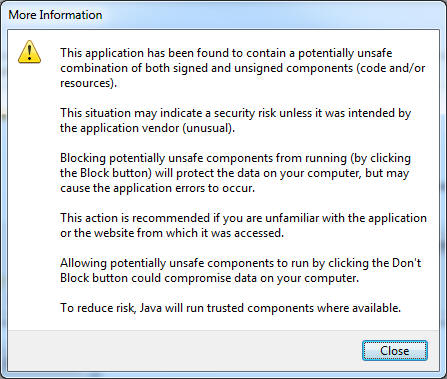 More Information
This application has been found to contain a potentially unsafe
combination of both signed and unsigned components (code and/or
resources).
This situation may indicate a security risk unless it was intended by
the application vendor (unusual).
Blocking potentially unsafe components from running (by clicking
the Block button) will protect the data on your computer, but may
cause the application errors to occur.
This action is recommended if you are unfamiliar with the application
or the website from which it was accessed.
Allowing potentially unsafe components to run by clicking the Don't
Block button could compromise data on your computer.
To reduce risk, Java will run trusted components where available.
Close